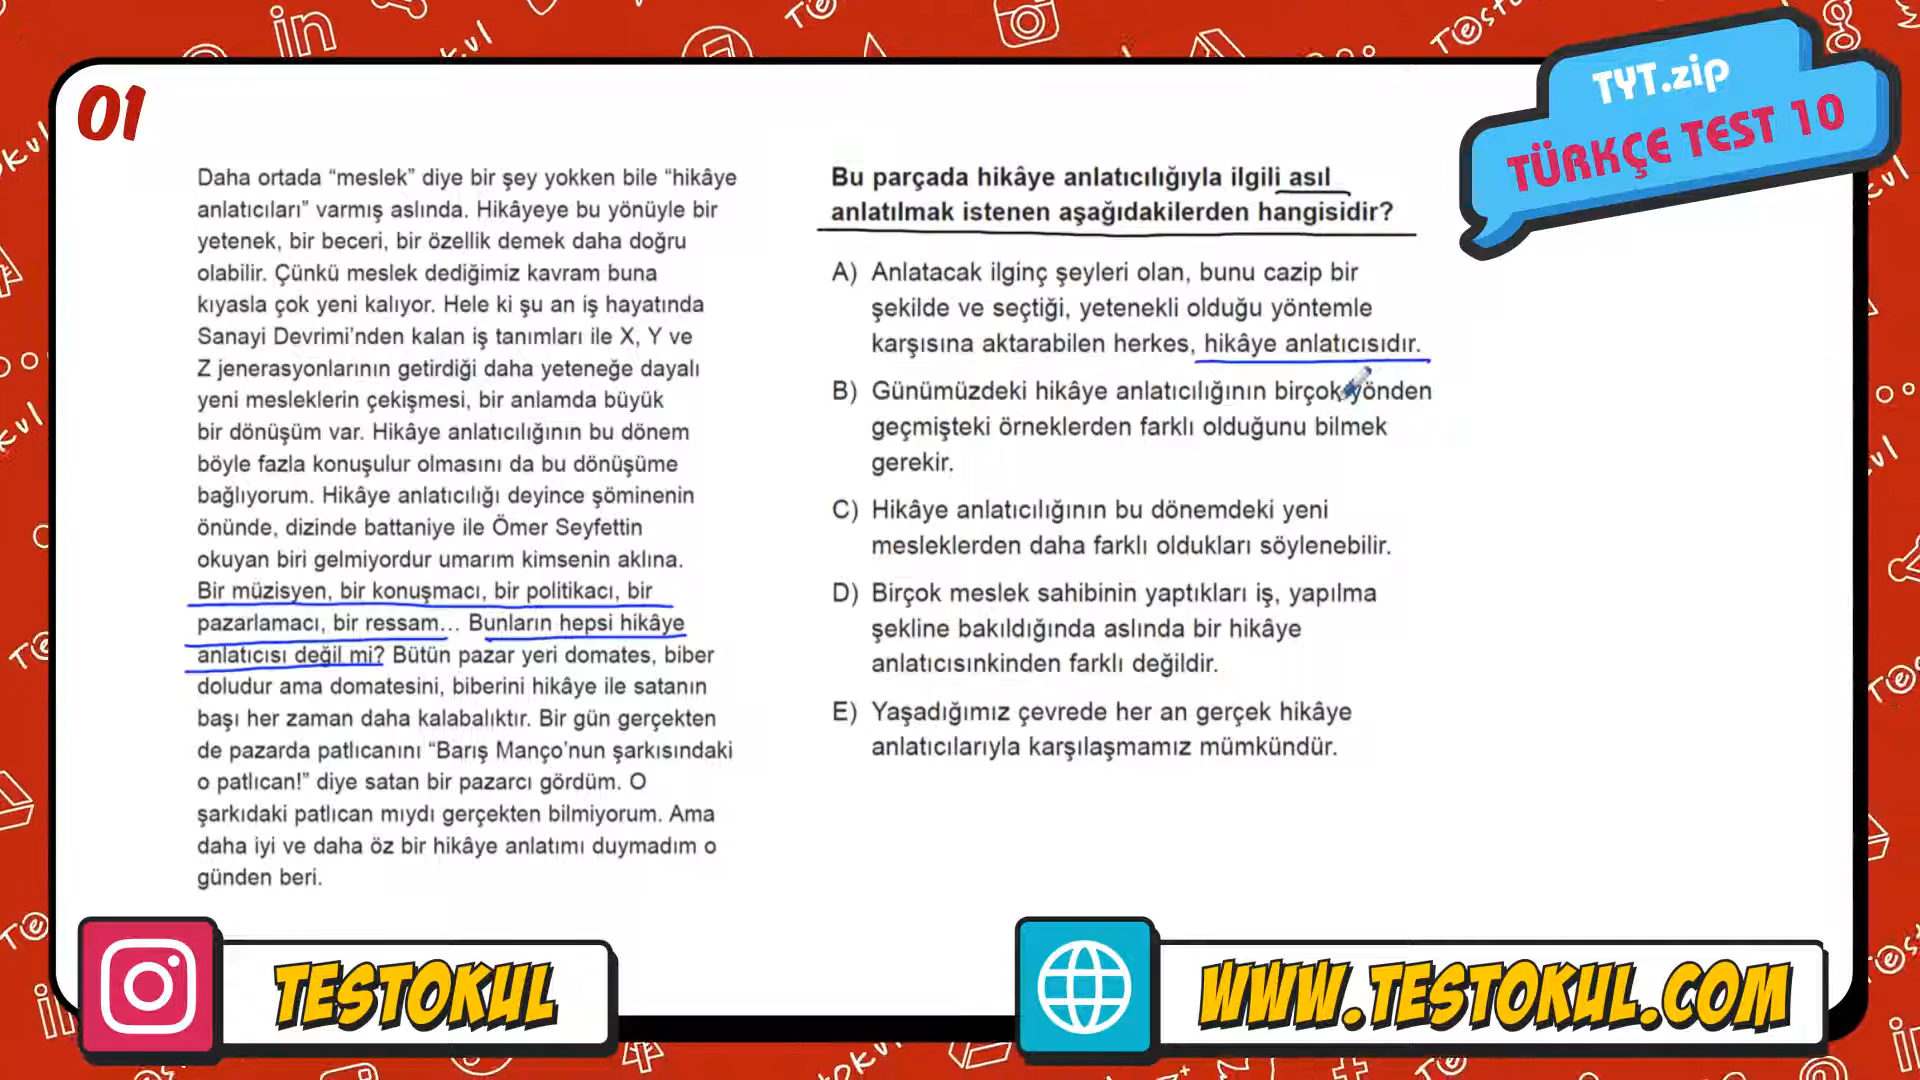 01
TYT.zip
TÜRKÇE TEST 10
Daha ortada “meslek” diye bir şey yokken bile “hikâye
anlatıcıları” varmış aslında. Hikâyeye bu yönüyle bir
yetenek, bir beceri, bir özellik demek daha doğru
olabilir. Çünkü meslek dediğimiz kavram buna
kıyasla çok yeni kalıyor. Hele ki şu an iş hayatında
Sanayi Devrimi’nden kalan iş tanımları ile X, Y ve
Z jenerasyonlarının getirdiği daha yeteneğe dayalı
yeni mesleklerin çekişmesi, bir anlamda büyük
bir dönüşüm var. Hikâye anlatıcılığının bu dönem
böyle fazla konuşulur olmasını da bu dönüşüme
bağlıyorum. Hikâye anlatıcılığı deyince şöminenin
önünde, dizinde battaniye ile Ömer Seyfettin
okuyan biri gelmiyordur umarım kimsenin aklına.
Bir müzisyen, bir konuşmacı, bir politikacı, bir
pazarlamacı, bir ressam... Bunların hepsi hikâye
anlatıcısı değil mi? Bütün pazar yeri domates, biber
doludur ama domatesini, biberini hikâye ile satanın
başı her zaman daha kalabalıktır. Bir gün gerçekten
de pazarda patlıcanını “Barış Manço’nun şarkısındaki
o patlıcan!” diye satan bir pazarcı gördüm. O
şarkıdaki patlıcan mıydı gerçekten bilmiyorum. Ama
daha iyi ve daha öz bir hikâye anlatımı duymadım o
günden beri.
Bu parçada hikâye anlatıcılığıyla ilgili asıl
anlatılmak istenen aşağıdakilerden hangisidir?
A) Anlatacak ilginç şeyleri olan, bunu cazip bir
şekilde ve seçtiği, yetenekli olduğu yöntemle
karşısına aktarabilen herkes, hikâye anlatıcısıdır.
B) Günümüzdeki hikâye anlatıcılığının birçok yönden
geçmişteki örneklerden farklı olduğunu bilmek
gerekir.
C) Hikâye anlatıcılığının bu dönemdeki yeni
mesleklerden daha farklı oldukları söylenebilir.
D) Birçok meslek sahibinin yaptıkları iş, yapılma
şekline bakıldığında aslında bir hikâye
anlatıcısınkinden farklı değildir.
E) Yaşadığımız çevrede her an gerçek hikâye
anlatıcılarıyla karşılaşmamız mümkündür.
TESTOKUL
WWW.TESTOKUL.COM